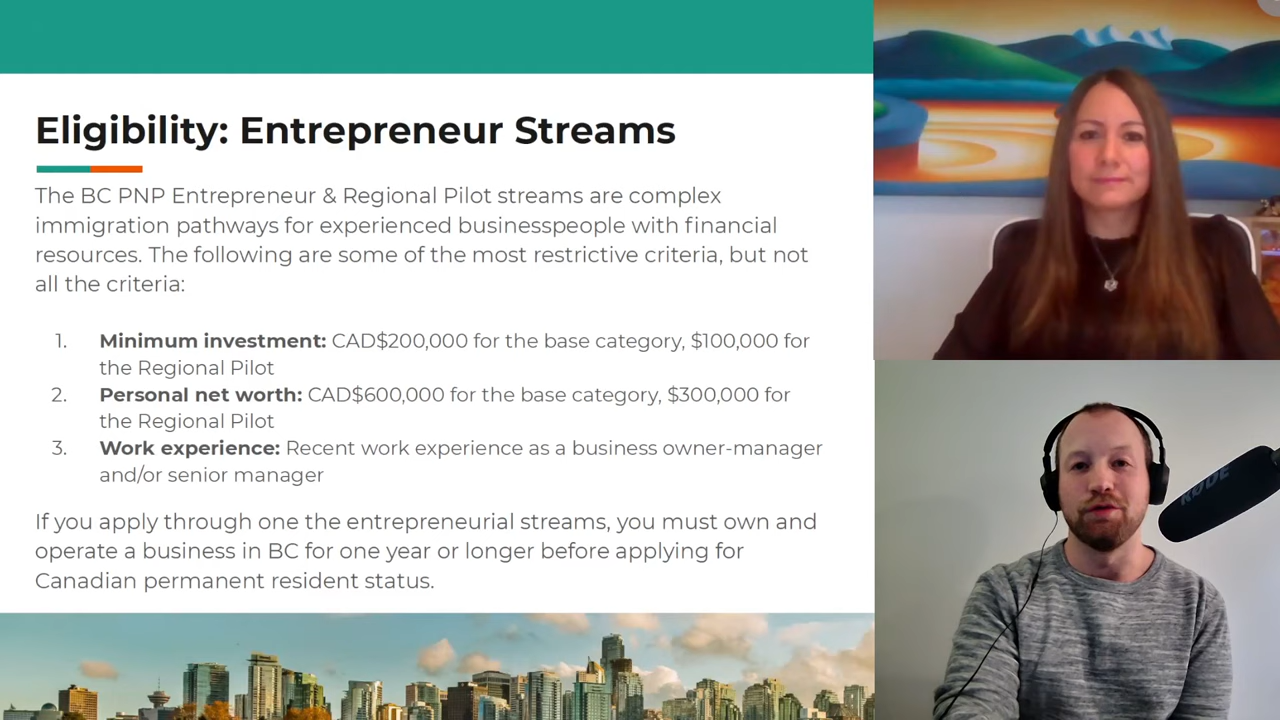 Eligibility: Entrepreneur Streams
The BC PNP Entrepreneur & Regional Pilot streams are complex
immigration pathways for experienced businesspeople with financial
resources. The following are some of the most restrictive criteria, but not
all the criteria:
1. Minimum investment: CAD$200,000 for the base category, $100,000 for
the Regional Pilot
2. Personal net worth: CAD$600,000 for the base category, $300,000 for
the Regional Pilot
3. Work experience: Recent work experience as a business owner-manager
and/or senior manager
If you apply through one the entrepreneurial streams, you must own and
operate a business in BC for one year or longer before applying for
Canadian permanent resident status.
RØDE